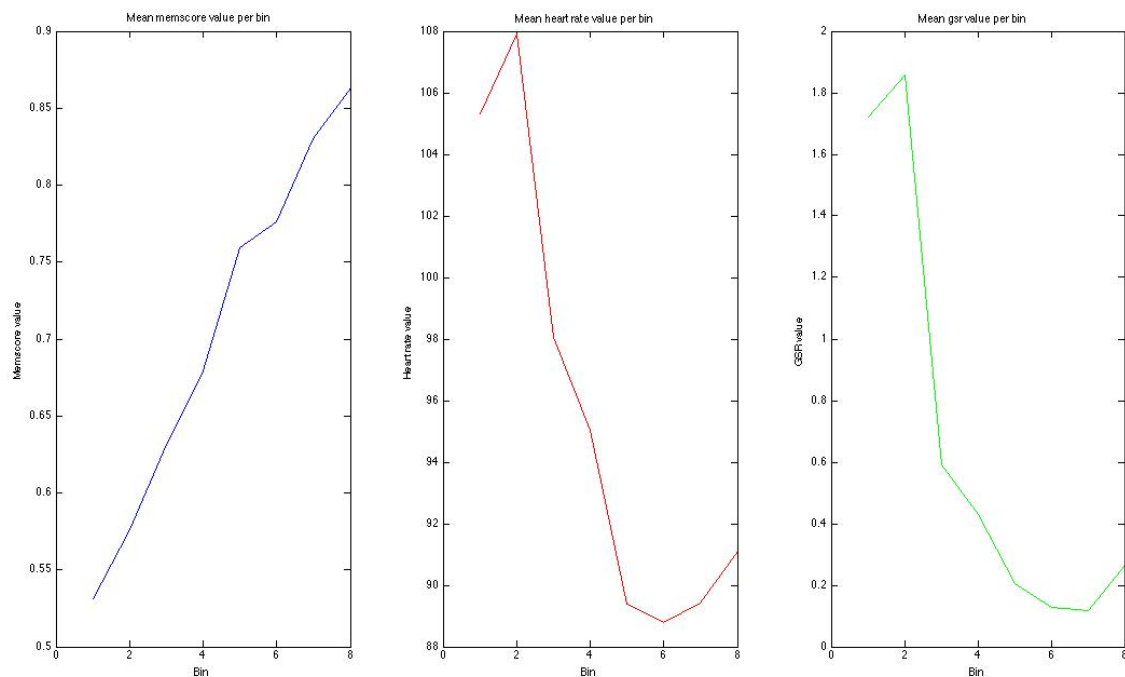 Mean memscore value per bin
0.9
0.85
0.8
0.75
0.7
0.65
0.6
0.55
0.5
Memscore value
0 2 4 6 8
Bin
Mean heart rate value per bin
108
106
104
102
100
98
96
94
92
90
88
Heart rate value
0 2 4 6 8
Bin
Mean gsr value per bin
2
1.8
1.6
1.4
1.2
1
0.8
0.6
0.4
0.2
0
GSR value
0 2 4 6 8
Bin